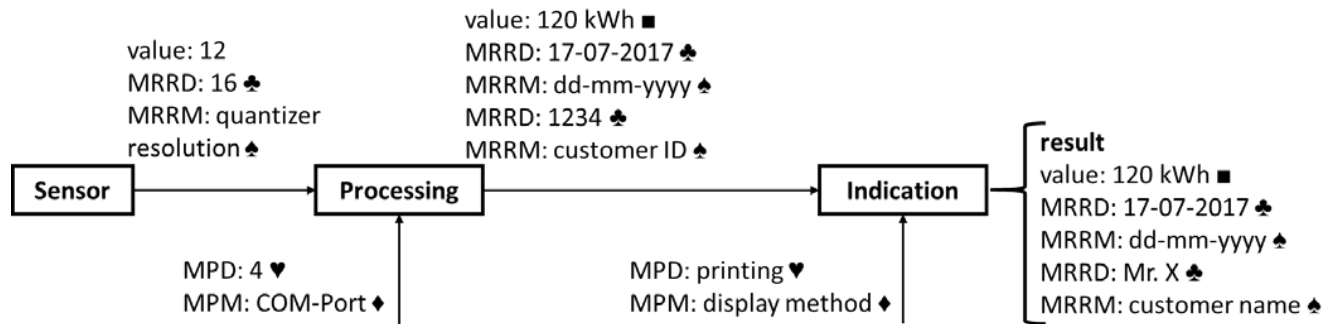 value: 12
MRRD: 16 ♣
MRRM: quantizer
resolution ♠
value: 120 kWh ■
MRRD: 17-07-2017 ♣
MRRM: dd-mm-yyyy ♠
MRRD: 1234 ♣
MRRM: customer ID ♠
Sensor
Processing
Indication
result
value: 120 kWh ■
MRRD: 17-07-2017 ♣
MRRM: dd-mm-yyyy ♠
MRRD: Mr. X ♣
MRRM: customer name ♠
MPD: 4 ♥
MPM: COM-Port ♦
MPD: printing ♥
MPM: display method ♦